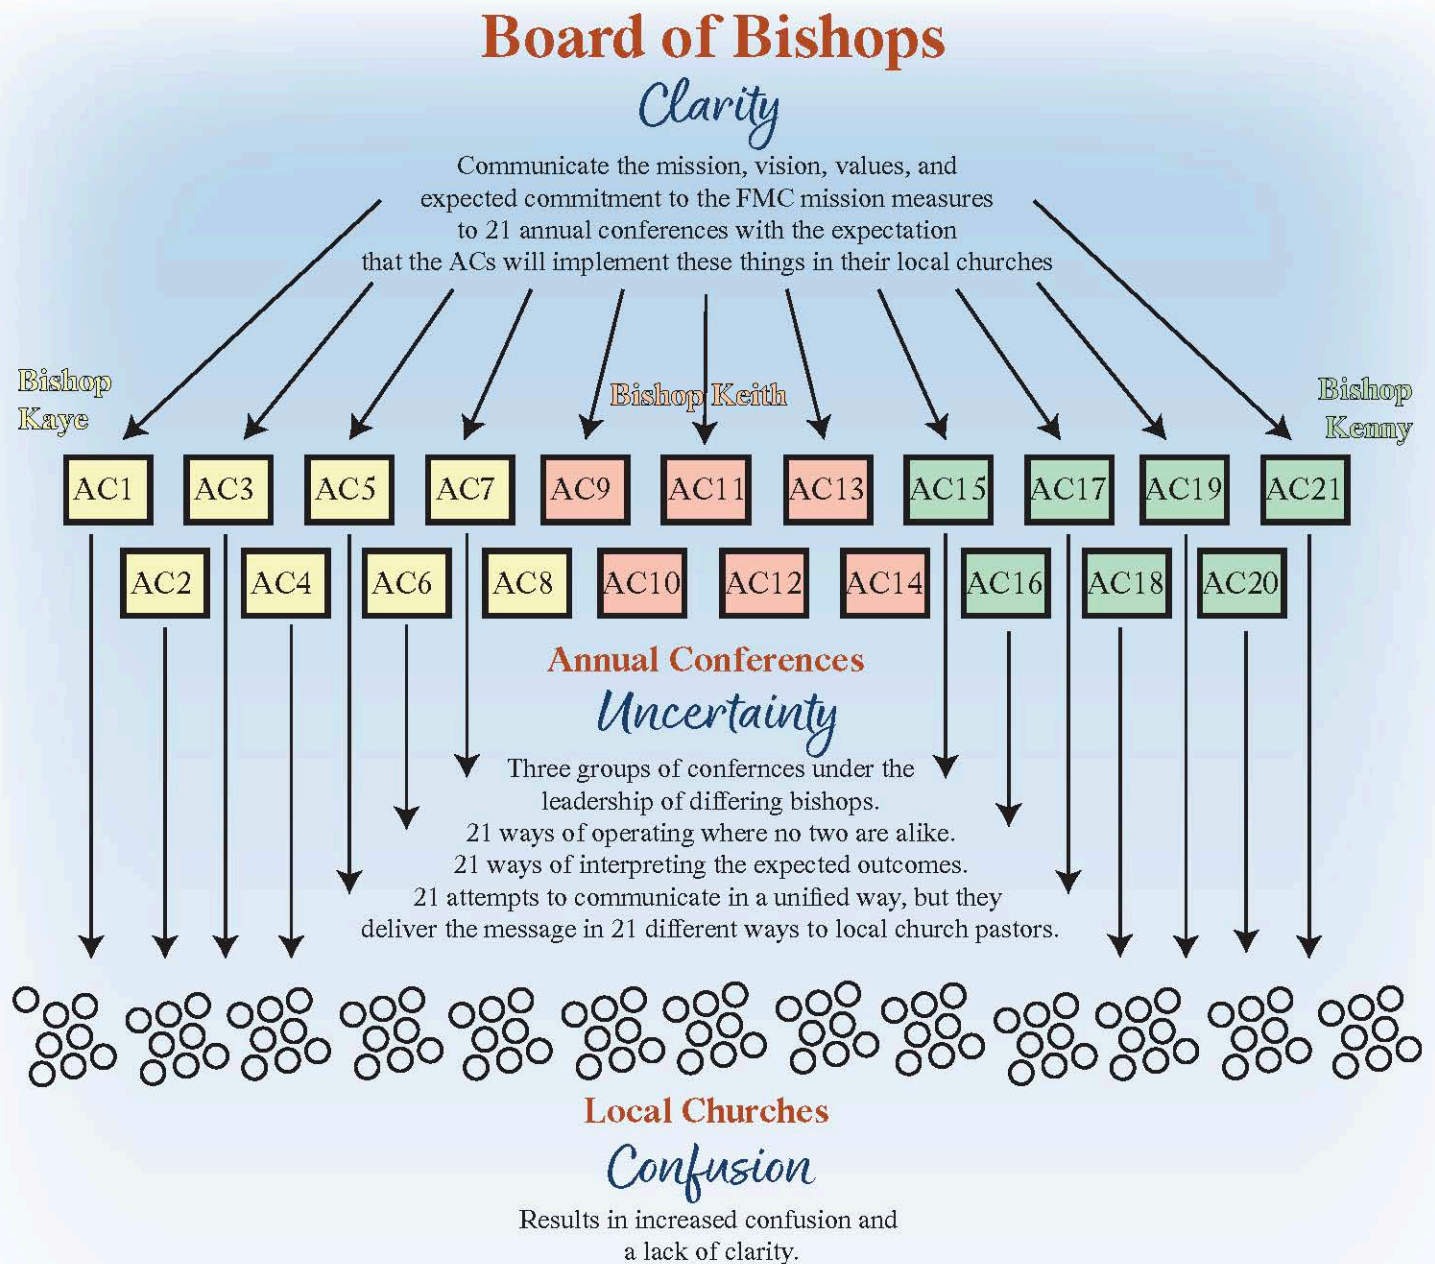 Board of Bishops
Clarity
Communicate the mission, vision, values, and
expected commitment to the FMC mission measures
to 21 annual conferences with the expectation
that the ACs will implement these things in their local churches
Bishop
Kaye
Bishop Keith
Bishop
Kenny
AC1 AC3 AC5 AC7 AC9 AC11 AC13 AC15 AC17 AC19 AC21
AC2 AC4 AC6 AC8 AC10 AC12 AC14 AC16 AC18 AC20
Annual Conferences
Uncertainty
Three groups of confernces under the
leadership of differing bishops.
21 ways of operating where no two are alike.
21 ways of interpreting the expected outcomes.
21 attempts to communicate in a unified way, but they
deliver the message in 21 different ways to local church pastors.
Local Churches
Confusion
Results in increased confusion and
a lack of clarity.